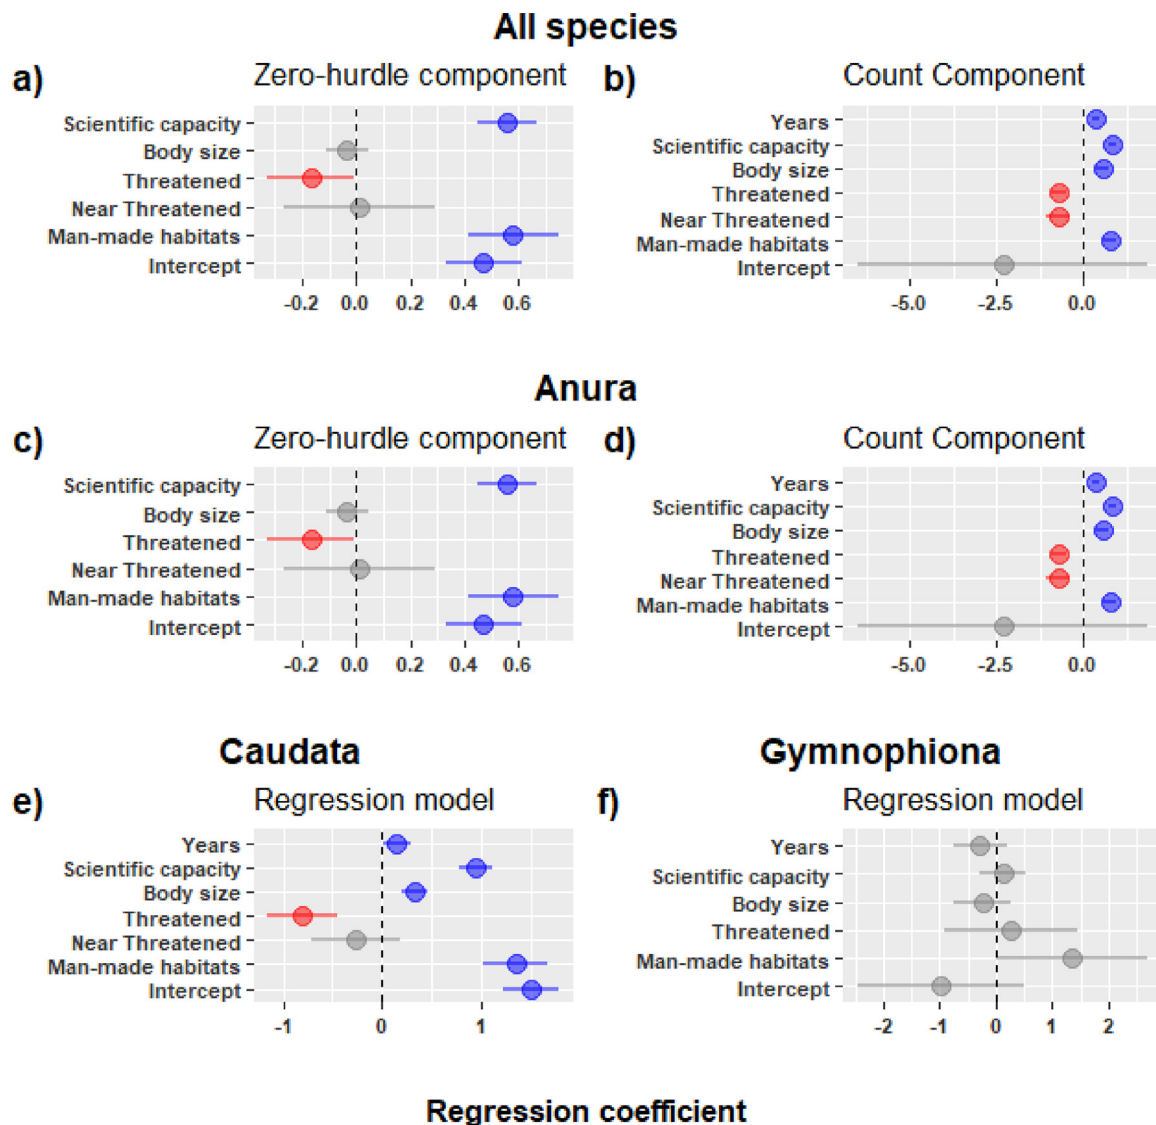 All species
a)
Zero-hurdle component
Scientific capacity
Body size
Threatened
Near Threatened
Man-made habitats
Intercept
-0.2 0.0 0.2 0.4 0.6
b)
Count Component
Years
Scientific capacity
Body size
Threatened
Near Threatened
Man-made habitats
Intercept
-5.0 -2.5 0.0
Anura
c)
Zero-hurdle component
Scientific capacity
Body size
Threatened
Near Threatened
Man-made habitats
Intercept
-0.2 0.0 0.2 0.4 0.6
d)
Count Component
Years
Scientific capacity
Body size
Threatened
Near Threatened
Man-made habitats
Intercept
-5.0 -2.5 0.0
Caudata
e)
Regression model
Years
Scientific capacity
Body size
Threatened
Near Threatened
Man-made habitats
Intercept
-1 0 1
Gymnophiona
f)
Regression model
Years
Scientific capacity
Body size
Threatened
Man-made habitats
Intercept
-2 -1 0 1 2
Regression coefficient